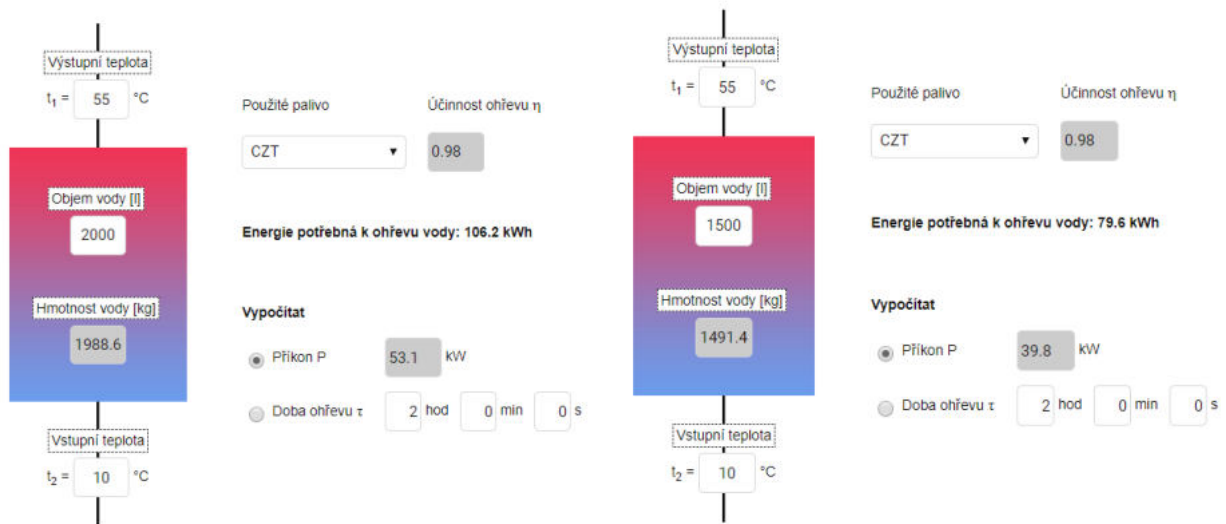 Výstupní teplota
t1 = 55 °C
Použité palivo
Účinnost ohřevu η
CZT
0.98
Objem vody [l]
2000
Energie potřebná k ohřevu vody: 106.2 kWh
Hmotnost vody [kg]
1988.6
Vypočítat
Příkon P 53.1 kW
Doba ohřevu τ 2 hod 0 min 0 s
Vstupní teplota
t2 = 10 °C
Výstupní teplota
t1 = 55 °C
Použité palivo
Účinnost ohřevu η
CZT
0.98
Objem vody [l]
1500
Energie potřebná k ohřevu vody: 79.6 kWh
Hmotnost vody [kg]
1491.4
Vypočítat
Příkon P 39.8 kW
Doba ohřevu τ 2 hod 0 min 0 s
Vstupní teplota
t2 = 10 °C